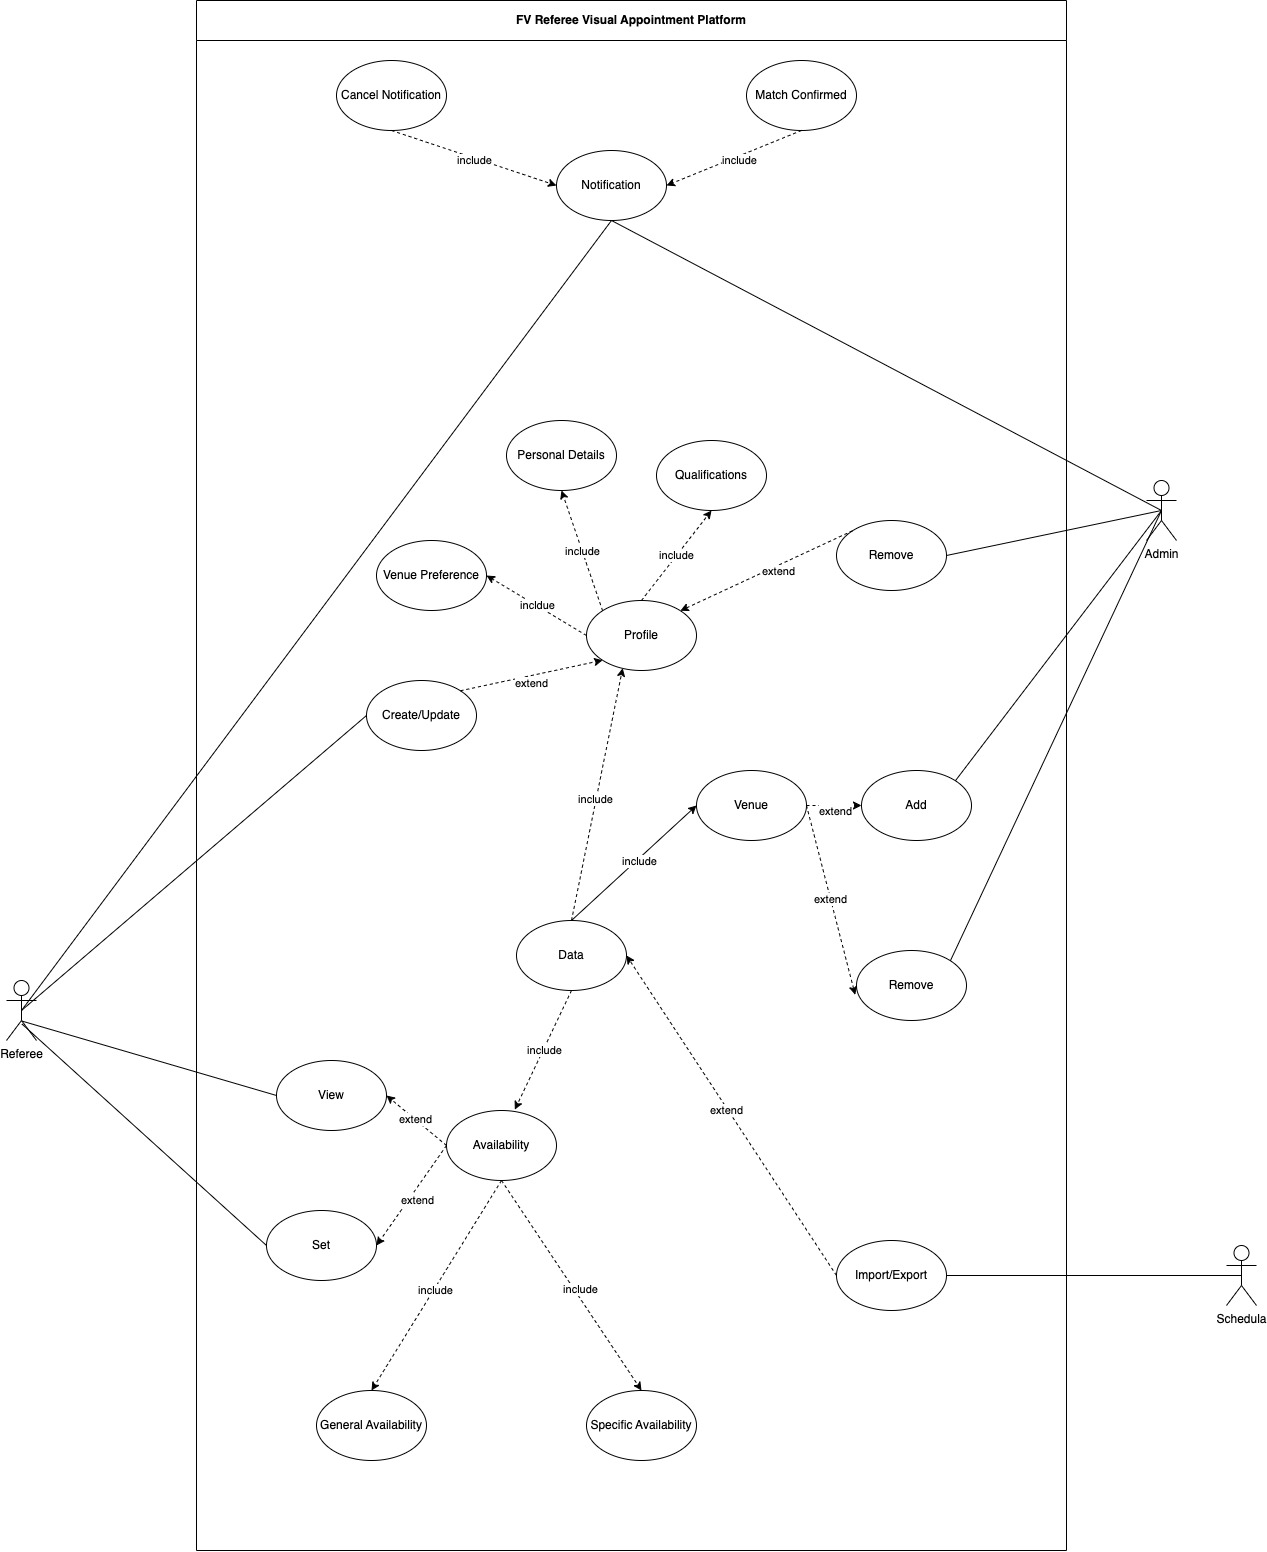 FV Referee Visual Appointment Platform
Cancel Notification
Match Confirmed
include
include
Notification
Personal Details
Qualifications
include
include
Remove
Admin
extend
Venue Preference
incldue
Profile
extend
Create/Update
include
Venue
extend
Add
include
extend
Data
Remove
Referee
include
View
extend
Availability
extend
extend
Set
include
include
Import/Export
Schedula
General Availability
Specific Availability